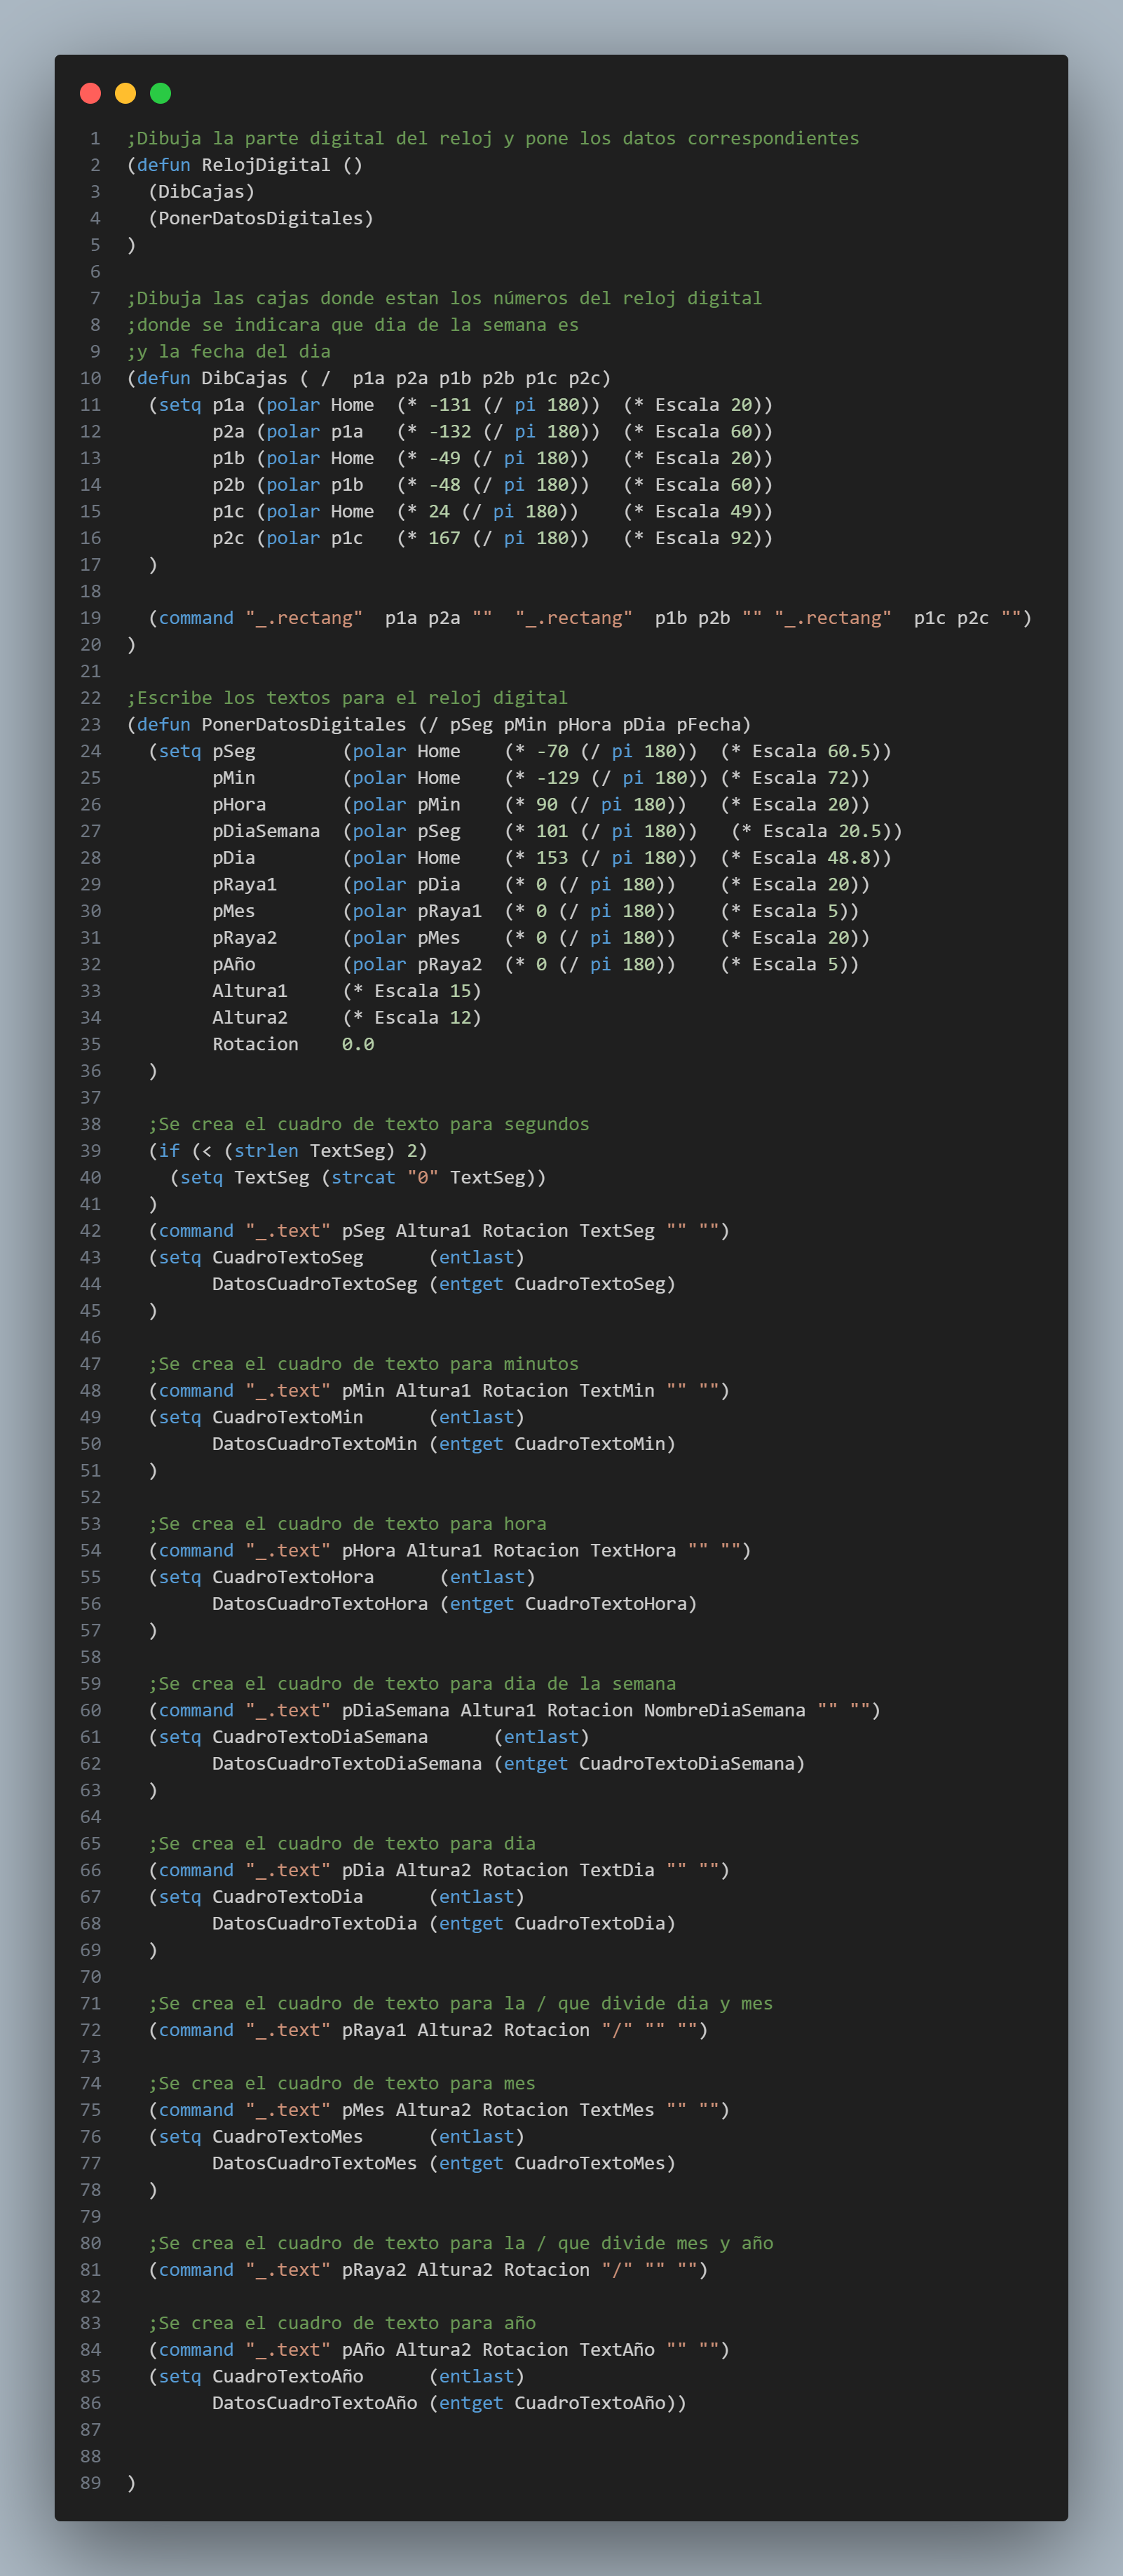 1 ;Dibuja la parte digital del reloj y pone los datos correspondientes
2 (defun RelojDigital ()
3   (DibCajas)
4   (PonerDatosDigitales)
5 )
6
7 ;Dibuja las cajas donde estan los números del reloj digital
8 ;donde se indicara que dia de la semana es
9 ;y la fecha del dia
10 (defun DibCajas ( /  p1a p2a p1b p2b p1c p2c)
11   (setq p1a (polar Home  (* -131 (/ pi 180))  (* Escala 20))
12         p2a (polar p1a   (* -132 (/ pi 180))  (* Escala 60))
13         p1b (polar Home  (* -49 (/ pi 180))   (* Escala 20))
14         p2b (polar p1b   (* -48 (/ pi 180))   (* Escala 60))
15         p1c (polar Home  (* 24 (/ pi 180))    (* Escala 49))
16         p2c (polar p1c   (* 167 (/ pi 180))   (* Escala 92))
17   )
18
19   (command "_.rectang"  p1a p2a ""  "_.rectang"  p1b p2b "" "_.rectang"  p1c p2c "")
20 )
21
22 ;Escribe los textos para el reloj digital
23 (defun PonerDatosDigitales (/ pSeg pMin pHora pDia pFecha)
24   (setq pSeg        (polar Home    (* -70 (/ pi 180))  (* Escala 60.5))
25         pMin        (polar Home    (* -129 (/ pi 180)) (* Escala 72))
26         pHora       (polar pMin    (* 90 (/ pi 180))   (* Escala 20))
27         pDiaSemana  (polar pSeg    (* 101 (/ pi 180))   (* Escala 20.5))
28         pDia        (polar Home    (* 153 (/ pi 180))  (* Escala 48.8))
29         pRaya1      (polar pDia    (* 0 (/ pi 180))    (* Escala 20))
30         pMes        (polar pRaya1  (* 0 (/ pi 180))    (* Escala 5))
31         pRaya2      (polar pMes    (* 0 (/ pi 180))    (* Escala 20))
32         pAño        (polar pRaya2  (* 0 (/ pi 180))    (* Escala 5))
33         Altura1     (* Escala 15)
34         Altura2     (* Escala 12)
35         Rotacion    0.0
36   )
37
38   ;Se crea el cuadro de texto para segundos
39   (if (< (strlen TextSeg) 2)
40     (setq TextSeg (strcat "0" TextSeg))
41   )
42   (command "_.text" pSeg Altura1 Rotacion TextSeg "" "")
43   (setq CuadroTextoSeg      (entlast)
44         DatosCuadroTextoSeg (entget CuadroTextoSeg)
45   )
46
47   ;Se crea el cuadro de texto para minutos
48   (command "_.text" pMin Altura1 Rotacion TextMin "" "")
49   (setq CuadroTextoMin      (entlast)
50         DatosCuadroTextoMin (entget CuadroTextoMin)
51   )
52
53   ;Se crea el cuadro de texto para hora
54   (command "_.text" pHora Altura1 Rotacion TextHora "" "")
55   (setq CuadroTextoHora      (entlast)
56         DatosCuadroTextoHora (entget CuadroTextoHora)
57   )
58
59   ;Se crea el cuadro de texto para dia de la semana
60   (command "_.text" pDiaSemana Altura1 Rotacion NombreDiaSemana "" "")
61   (setq CuadroTextoDiaSemana      (entlast)
62         DatosCuadroTextoDiaSemana (entget CuadroTextoDiaSemana)
63   )
64
65   ;Se crea el cuadro de texto para dia
66   (command "_.text" pDia Altura2 Rotacion TextDia "" "")
67   (setq CuadroTextoDia      (entlast)
68         DatosCuadroTextoDia (entget CuadroTextoDia)
69   )
70
71   ;Se crea el cuadro de texto para la / que divide dia y mes
72   (command "_.text" pRaya1 Altura2 Rotacion "/" "" "")
73
74   ;Se crea el cuadro de texto para mes
75   (command "_.text" pMes Altura2 Rotacion TextMes "" "")
76   (setq CuadroTextoMes      (entlast)
77         DatosCuadroTextoMes (entget CuadroTextoMes)
78   )
79
80   ;Se crea el cuadro de texto para la / que divide mes y año
81   (command "_.text" pRaya2 Altura2 Rotacion "/" "" "")
82
83   ;Se crea el cuadro de texto para año
84   (command "_.text" pAño Altura2 Rotacion TextAño "" "")
85   (setq CuadroTextoAño      (entlast)
86         DatosCuadroTextoAño (entget CuadroTextoAño))
87
88
89 )